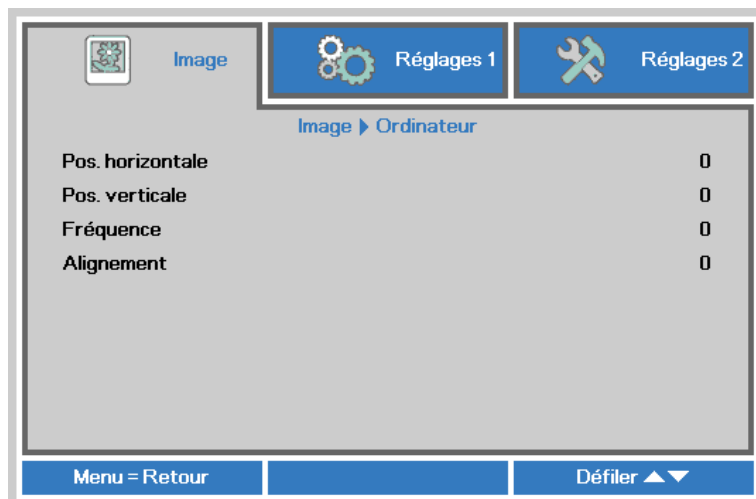 Image
Réglages 1
Réglages 2
Image ▶ Ordinateur
Pos. horizontale 0
Pos. verticale 0
Fréquence 0
Alignement 0
Menu = Retour
Défiler ▲▼